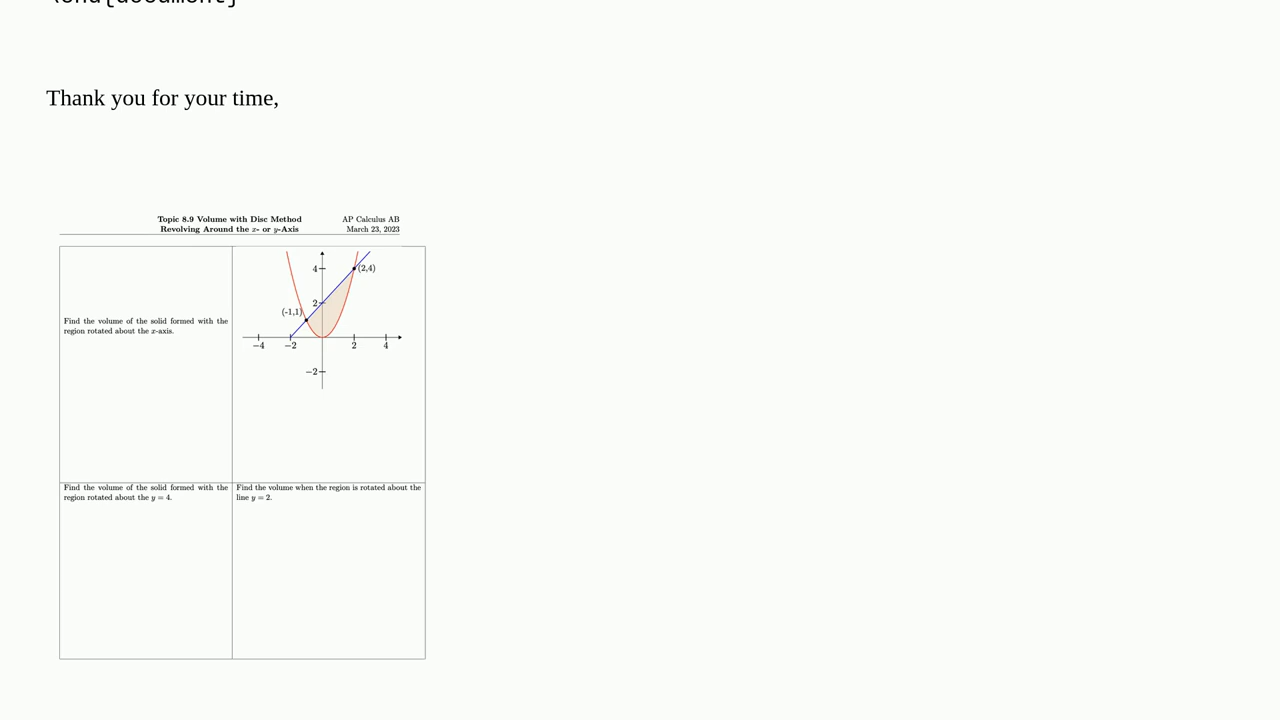 \end{document}
Thank you for your time,
Topic 8.9 Volume with Disc Method
AP Calculus AB
Revolving Around the x- or y-Axis
March 23, 2023
Find the volume of the solid formed with the
region rotated about the x-axis.
4
(2,4)
2
(-1,1)
−4
−2
2
4
−2
Find the volume of the solid formed with the
region rotated about the y = 4.
Find the volume when the region is rotated about the
line y = 2.